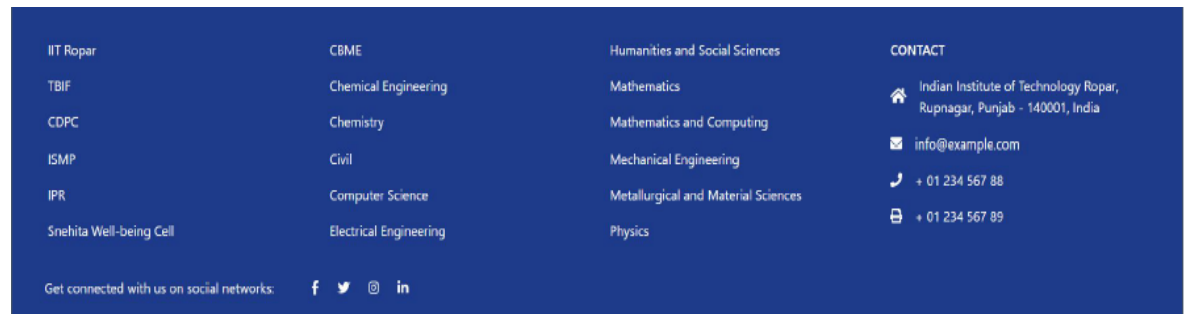 IIT Ropar
TBIF
CDPC
ISMP
IPR
Snehita Well-being Cell
CBME
Chemical Engineering
Chemistry
Civil
Computer Science
Electrical Engineering
Humanities and Social Sciences
Mathematics
Mathematics and Computing
Mechanical Engineering
Metallurgical and Material Sciences
Physics
CONTACT
Indian Institute of Technology Ropar,
Rupnagar, Punjab - 140001, India
info@example.com
+ 01 234 567 88
+ 01 234 567 89
Get connected with us on social networks: